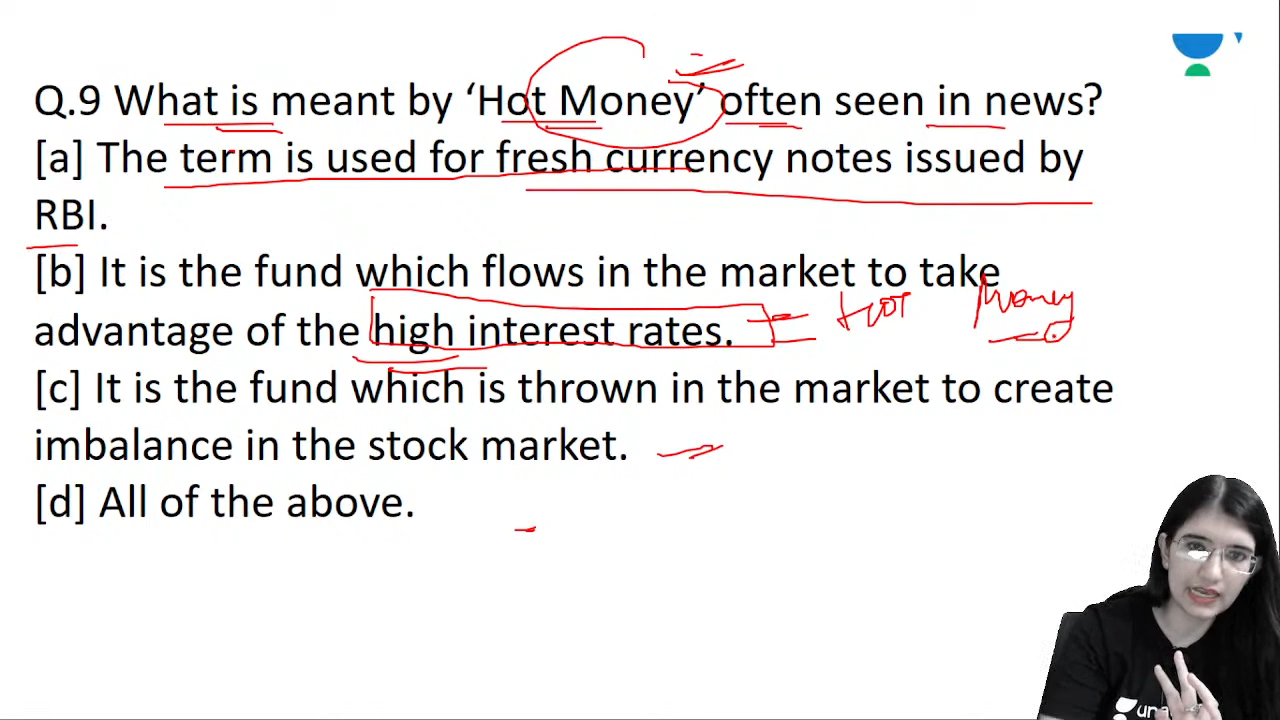 Q.9 What is meant by ‘Hot Money’ often seen in news?
[a] The term is used for fresh currency notes issued by
RBI.
[b] It is the fund which flows in the market to take
advantage of the high interest rates.
Hot Money
[c] It is the fund which is thrown in the market to create
imbalance in the stock market.
[d] All of the above.
una